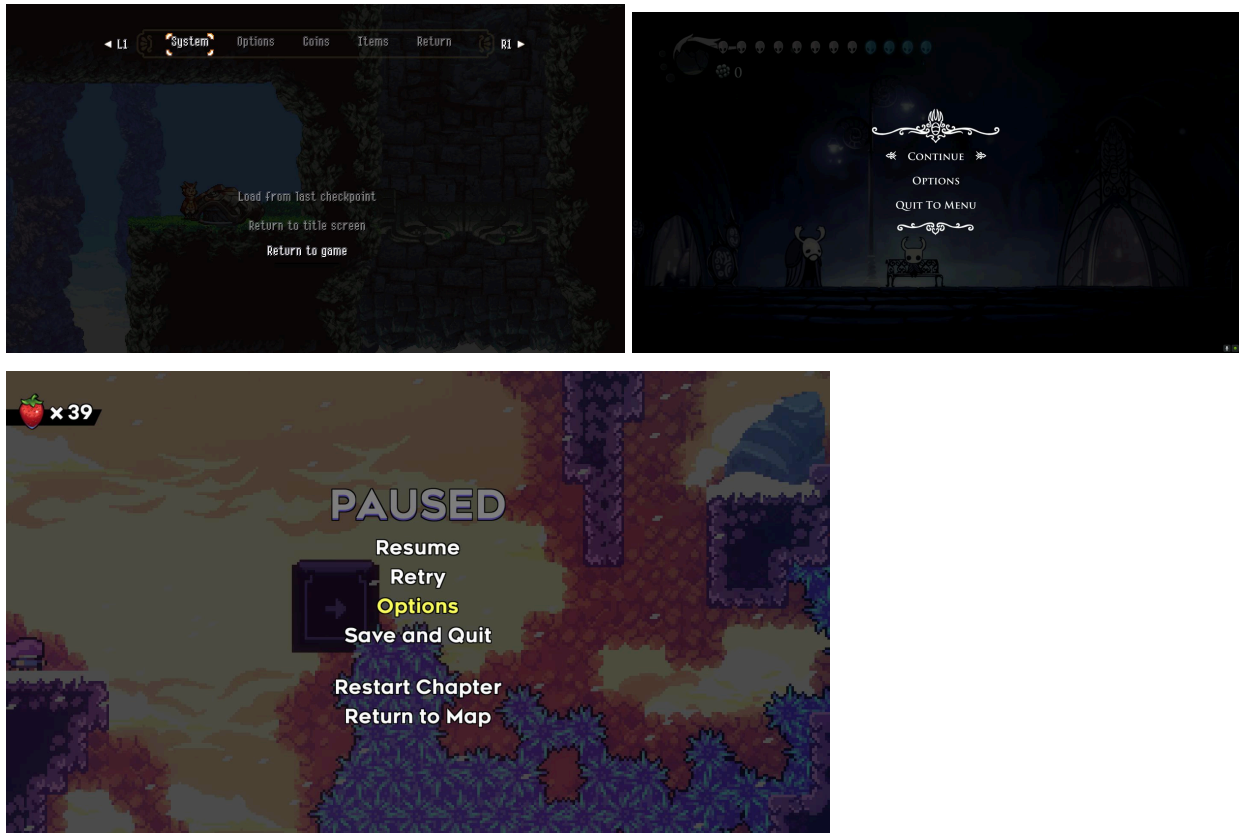 ◄ L1 System Options Coins Items Return R1 ►
Load from last checkpoint
Return to title screen
Return to game
0
Continue
Options
Quit To Menu
x 39
PAUSED
Resume
Retry
Options
Save and Quit
Restart Chapter
Return to Map